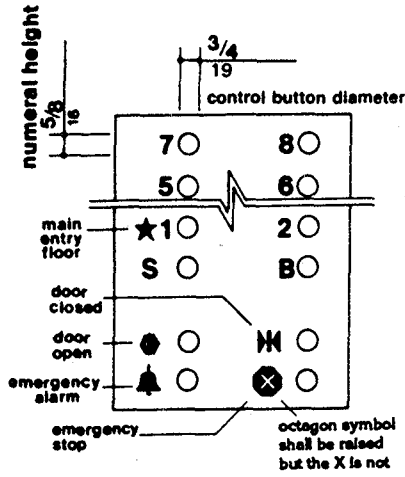 3/4
19
control button diameter
numeral height
5/8
16
7 8
5 6
main
entry
floor
★1 2
S B
door
closed
door
open
emergency
alarm
emergency
stop
X
octagon symbol
shall be raised
but the X is not